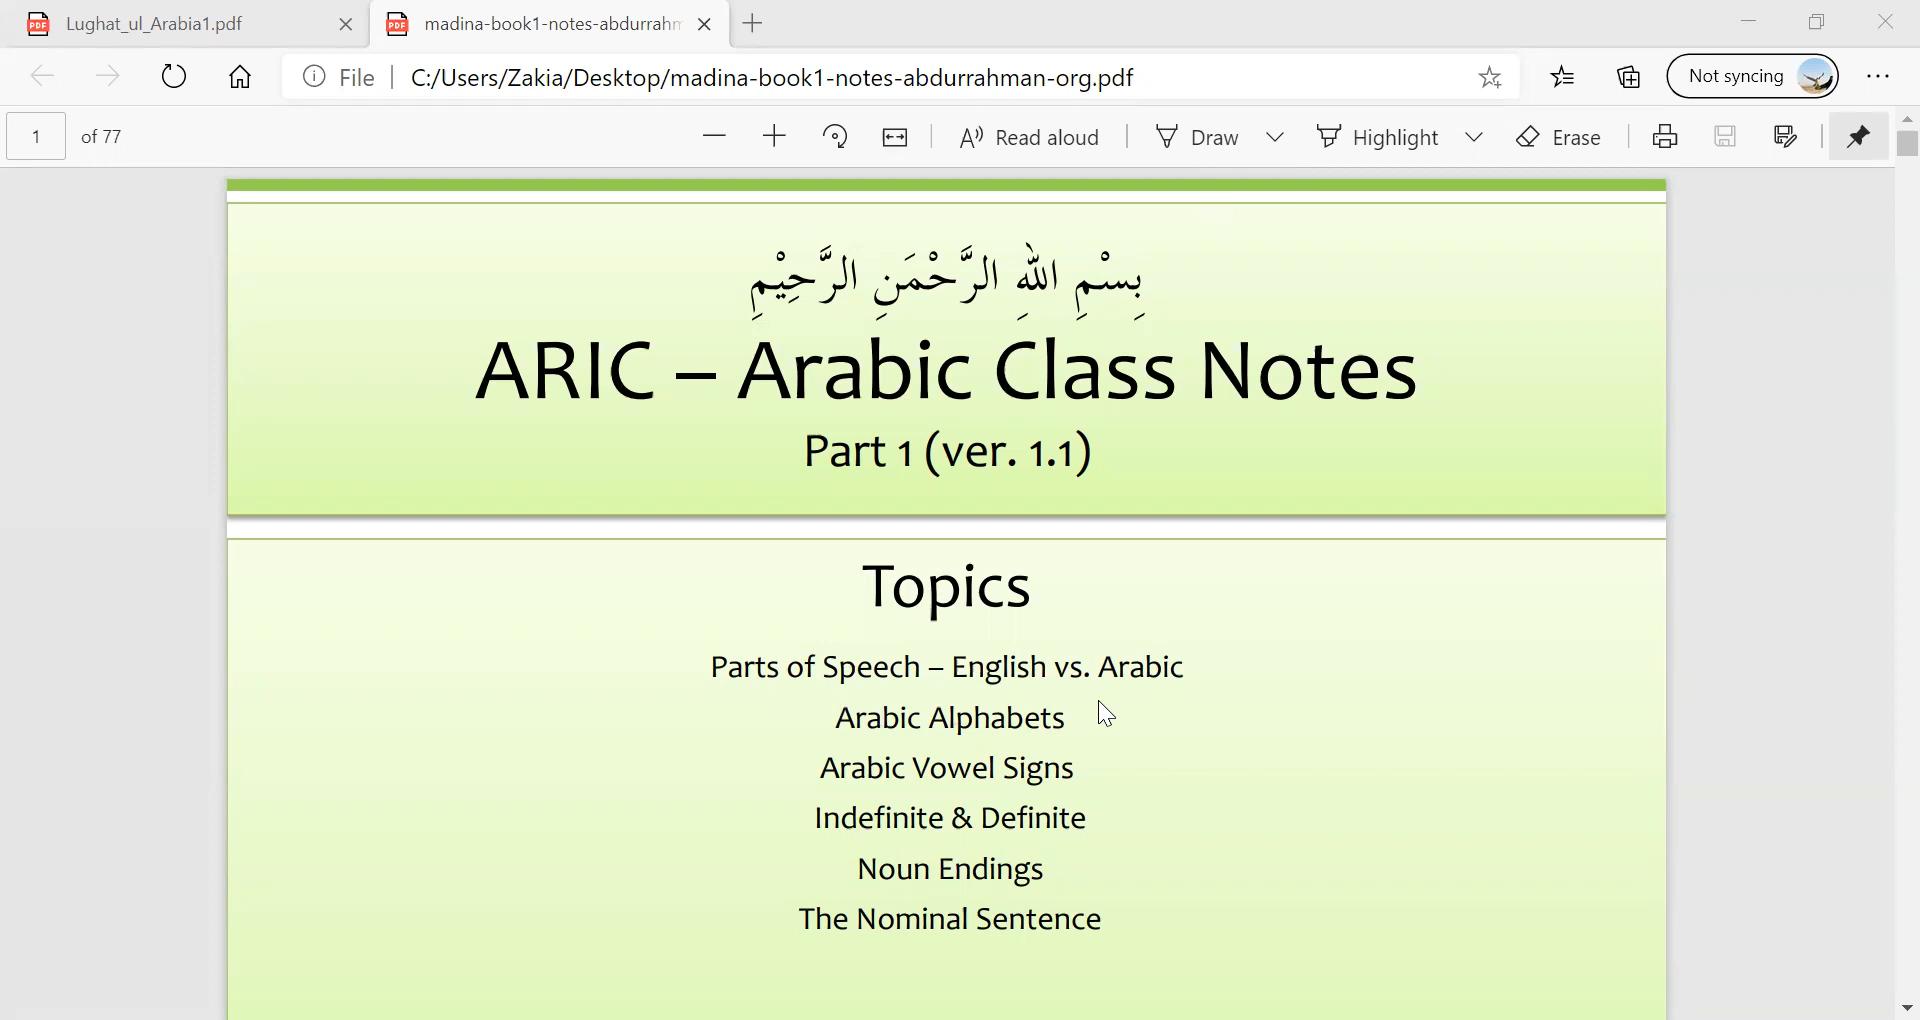 Lughat_ul_Arabia1.pdf
madina-book1-notes-abdurrahm
File
C:/Users/Zakia/Desktop/madina-book1-notes-abdurrahman-org.pdf
Not syncing
1 of 77
Read aloud
Draw
Highlight
Erase
بِسْمِ اللهِ الرَّحْمَنِ الرَّحِيْمِ
ARIC – Arabic Class Notes
Part 1 (ver. 1.1)
Topics
Parts of Speech – English vs. Arabic
Arabic Alphabets
Arabic Vowel Signs
Indefinite & Definite
Noun Endings
The Nominal Sentence